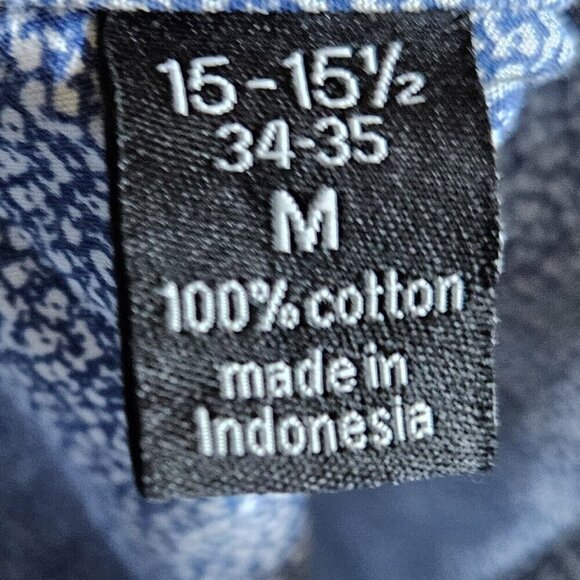 15-15½
34-35
M
100% cotton
made in
Indonesia